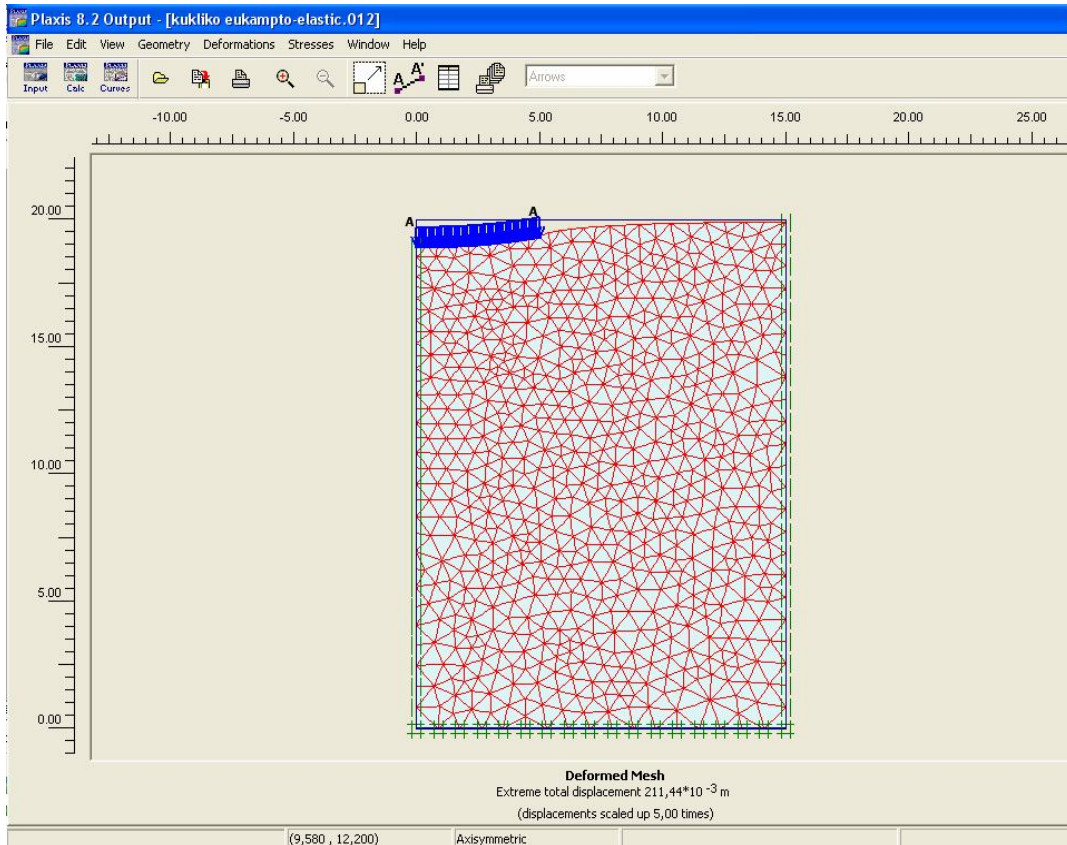 Plaxis 8.2 Output - [kukliko eukampto-elastic.012]
File Edit View Geometry Deformations Stresses Window Help
Input Calc Curves A A' Arrows
-10.00 -5.00 0.00 5.00 10.00 15.00 20.00 25.00
20.00
A A
15.00
10.00
5.00
0.00
Deformed Mesh
Extreme total displacement 211,44*10 -3 m
(displacements scaled up 5,00 times)
(9,580 , 12,200) Axisymmetric